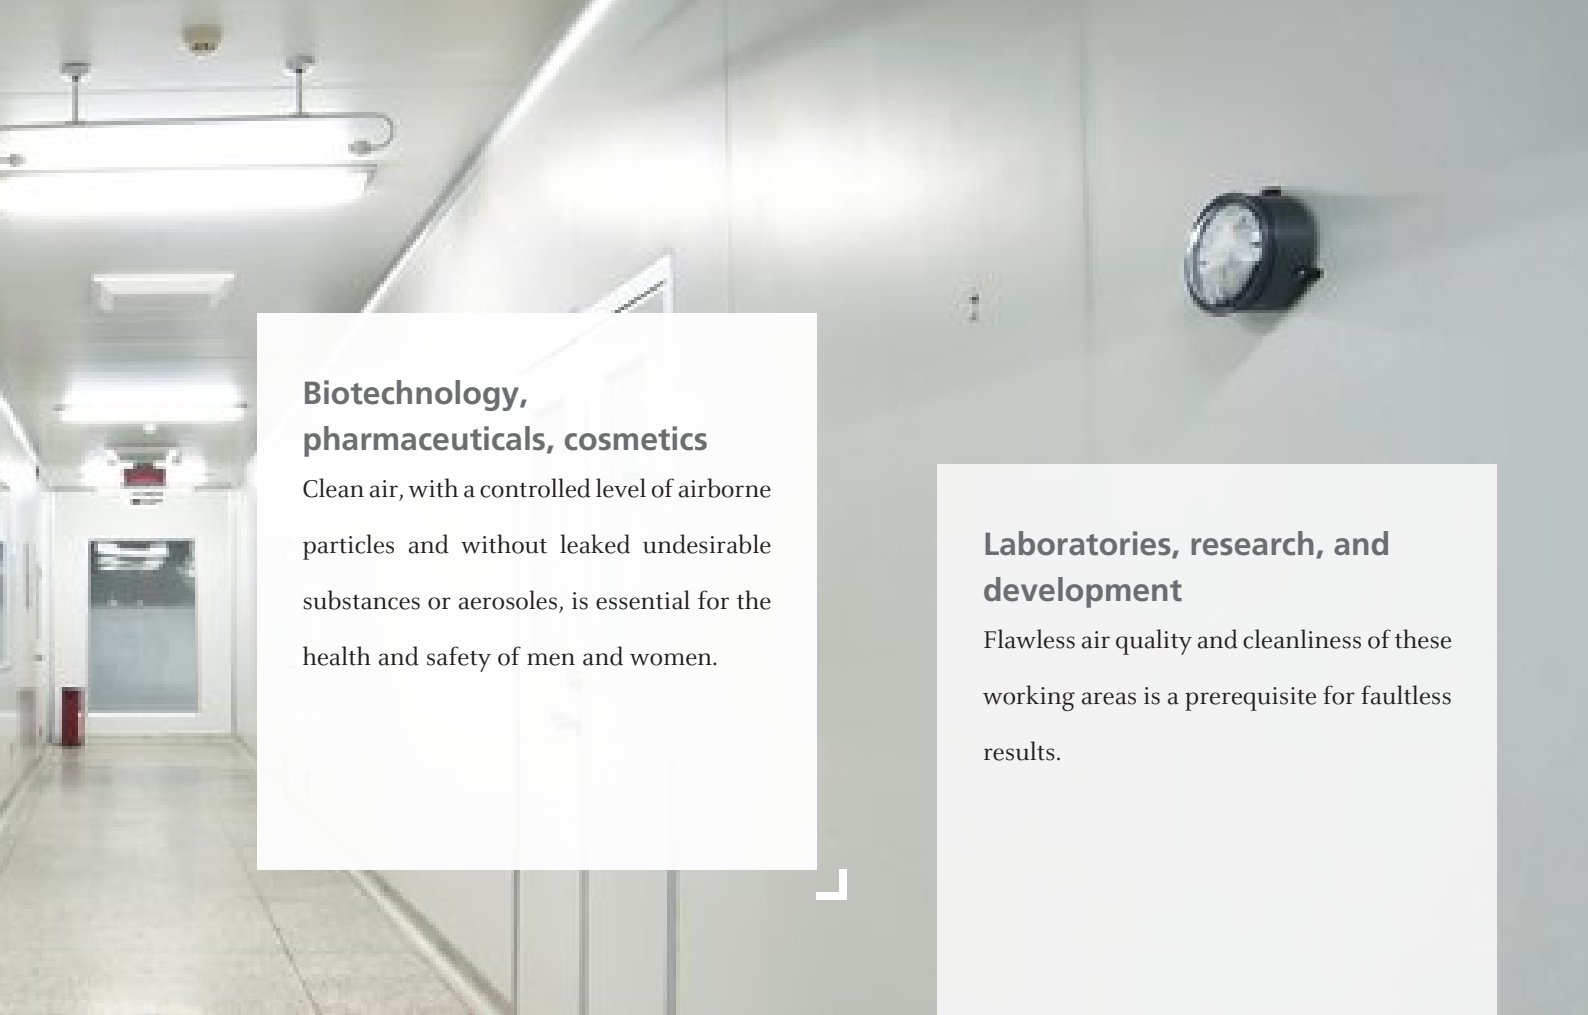 Biotechnology,
pharmaceuticals, cosmetics
Clean air, with a controlled level of airborne
particles and without leaked undesirable
substances or aerosoles, is essential for the
health and safety of men and women.
Laboratories, research, and
development
Flawless air quality and cleanliness of these
working areas is a prerequisite for faultless
results.